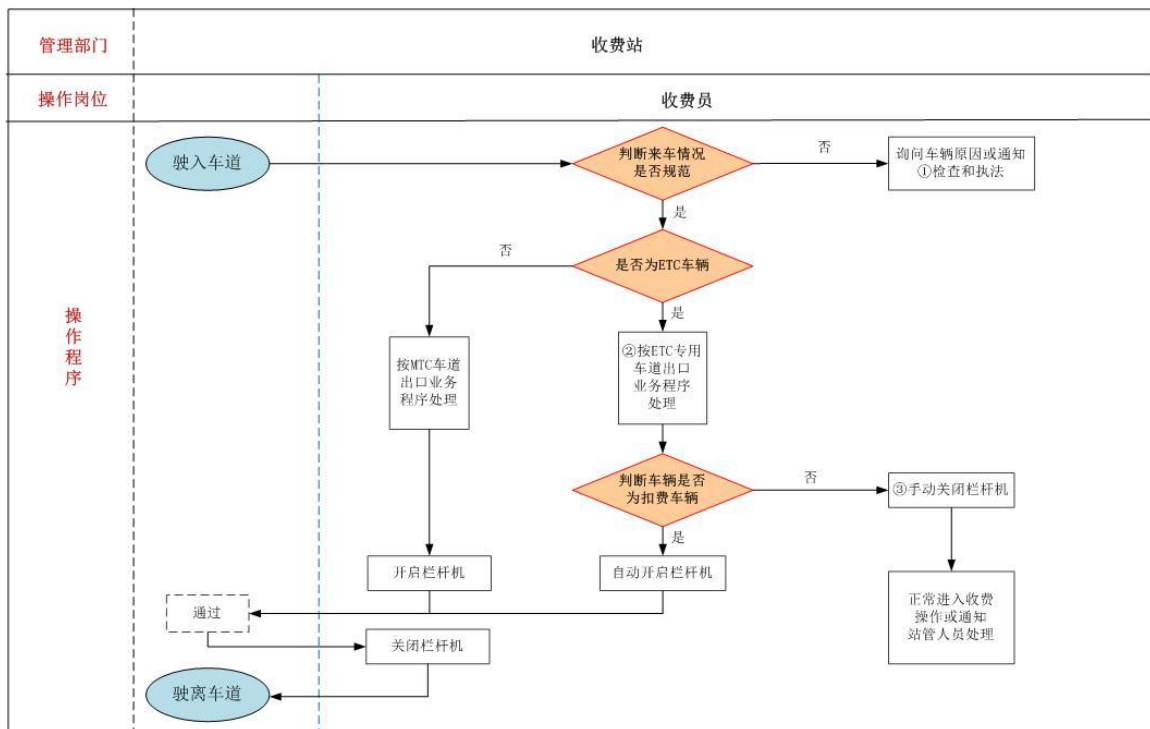 管理部门
收费站
操作岗位
收费员
驶入车道
判断来车情况
是否规范
否
询问车辆原因或通知
①检查和执法
是
是否为ETC车辆
否
是
操
作
程
序
按MTC车道
出口业务
程序处理
②按ETC专用
车道出口
业务程序
处理
判断车辆是否
为扣费车辆
否
③手动关闭栏杆机
是
开启栏杆机
自动开启栏杆机
通过
正常进入收费
操作或通知
站管人员处理
关闭栏杆机
驶离车道